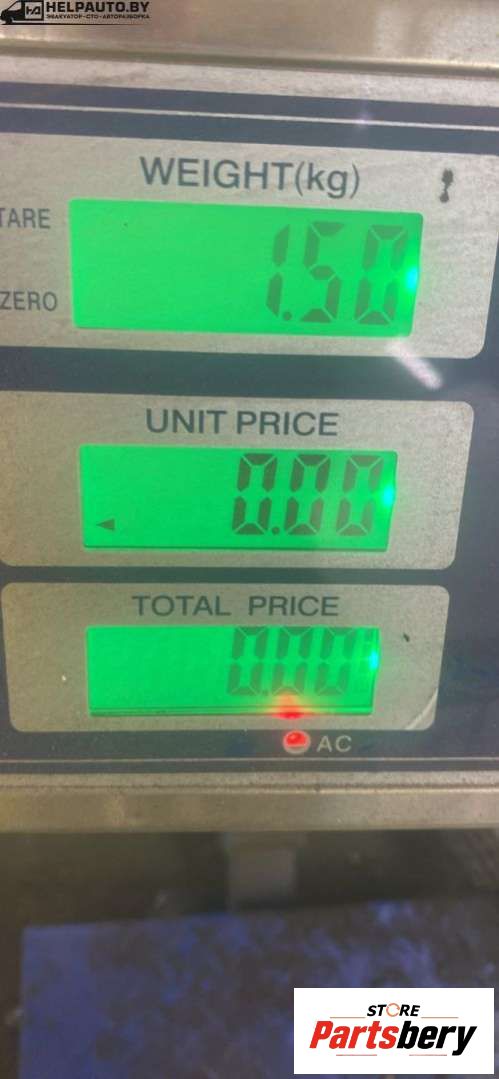 HELPAUTO.BY
ЭВАКУАТОР-СТО-АВТОРАЗБОРКА
WEIGHT(kg)
TARE
1.50
ZERO
UNIT PRICE
0.00
TOTAL PRICE
0.00
AC
STORE
Partsbery